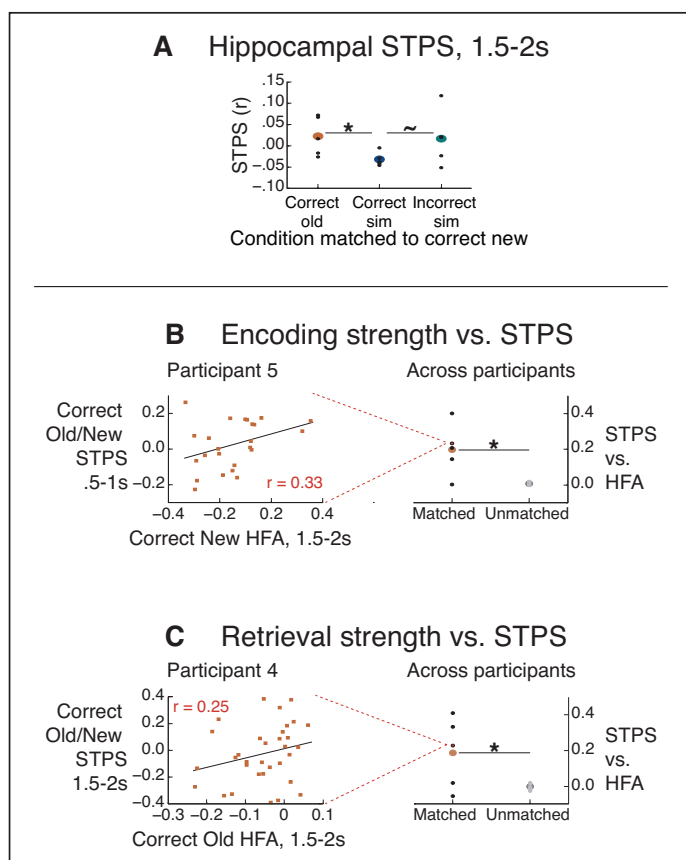 A Hippocampal STPS, 1.5-2s
STPS (r)
.15
.10
.05
.00
-.05
-.10
*
~
Correct old
Correct sim
Incorrect sim
Condition matched to correct new
B Encoding strength vs. STPS
Participant 5
Across participants
Correct
Old/New
STPS
.5-1s
0.2
0.0
-0.2
r = 0.33
-0.4 -0.2 0.0 0.2 0.4
Correct New HFA, 1.5-2s
*
Matched Unmatched
0.4
0.2
0.0
STPS
vs.
HFA
C Retrieval strength vs. STPS
Participant 4
Across participants
Correct
Old/New
STPS
1.5-2s
0.4
0.2
0.0
-0.2
-0.4
r = 0.25
-0.3 -0.2 -0.1 0 0.1
Correct Old HFA, 1.5-2s
*
Matched Unmatched
0.4
0.2
0.0
STPS
vs.
HFA